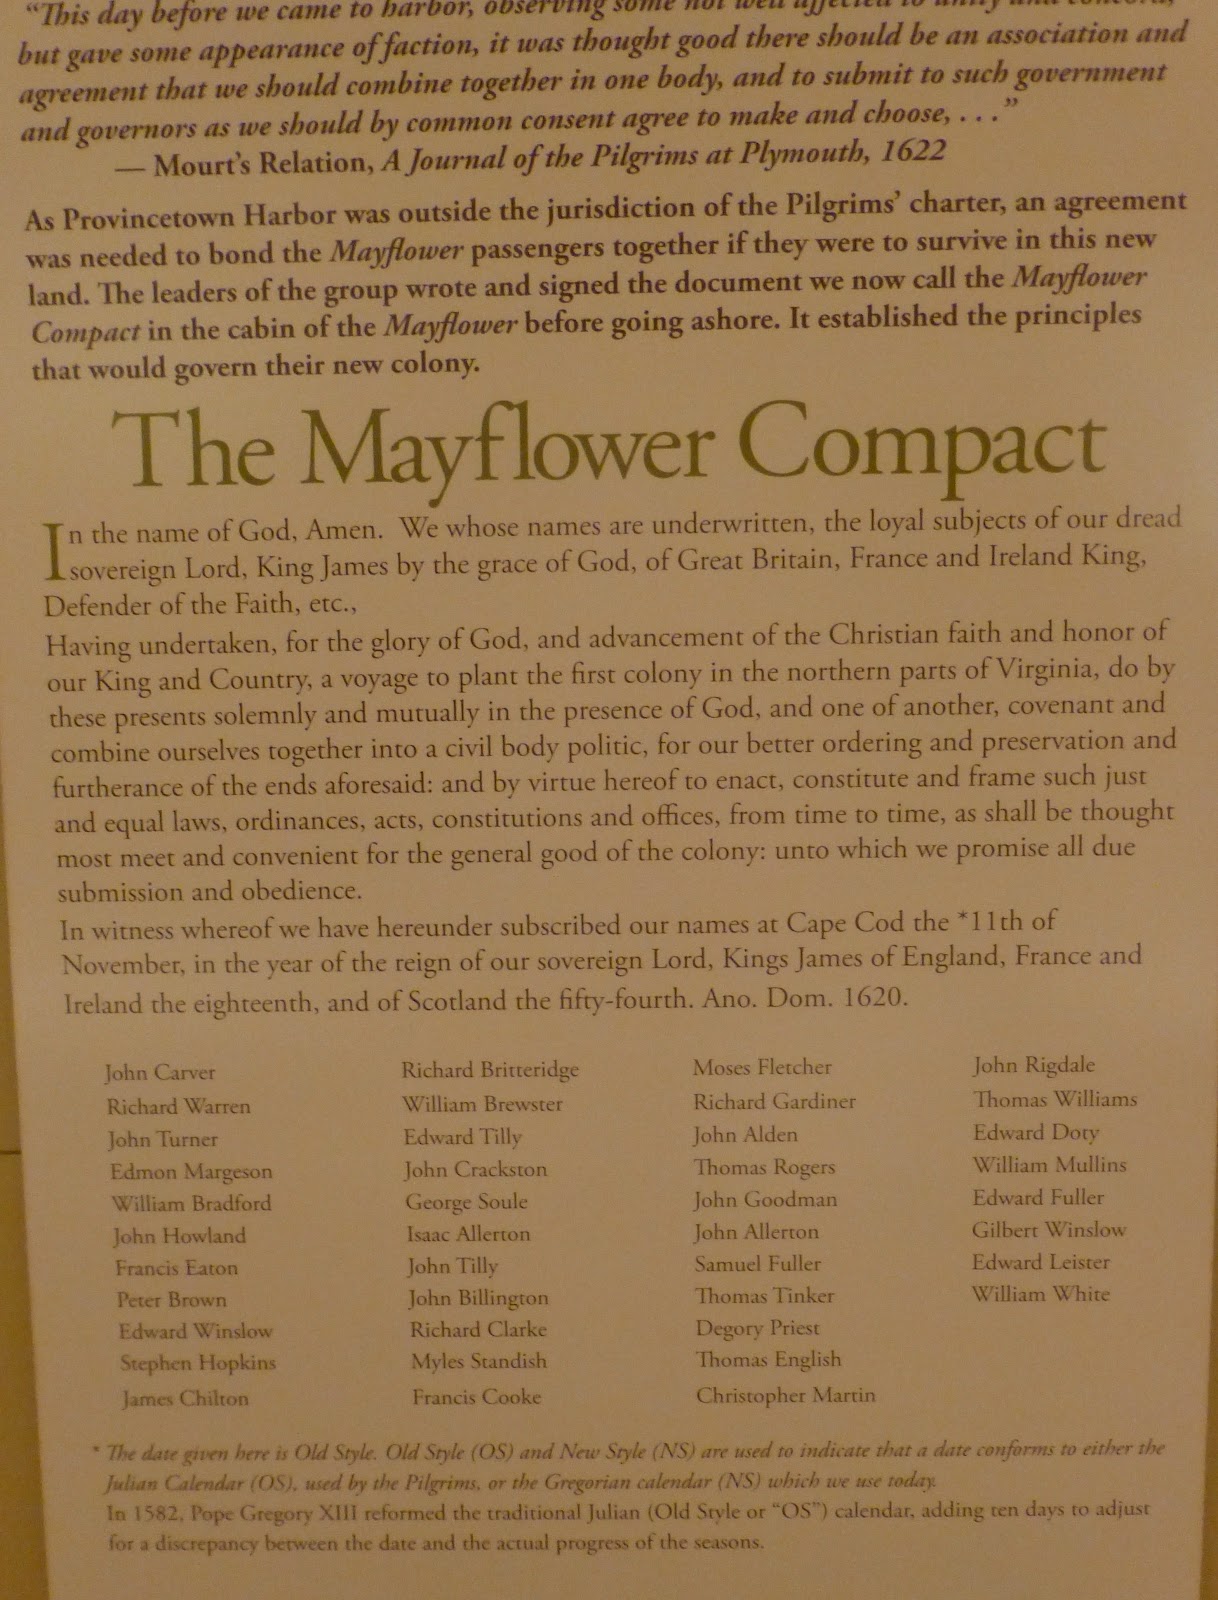 “This day before we came to harbor, observing some not well affected to unity and concord,
but gave some appearance of faction, it was thought good there should be an association and
agreement that we should combine together in one body, and to submit to such government
and governors as we should by common consent agree to make and choose, . . .”
— Mourt’s Relation, A Journal of the Pilgrims at Plymouth, 1622
As Provincetown Harbor was outside the jurisdiction of the Pilgrims’ charter, an agreement
was needed to bond the Mayflower passengers together if they were to survive in this new
land. The leaders of the group wrote and signed the document we now call the Mayflower
Compact in the cabin of the Mayflower before going ashore. It established the principles
that would govern their new colony.
The Mayflower Compact
In the name of God, Amen. We whose names are underwritten, the loyal subjects of our dread
sovereign Lord, King James by the grace of God, of Great Britain, France and Ireland King,
Defender of the Faith, etc.,
Having undertaken, for the glory of God, and advancement of the Christian faith and honor of
our King and Country, a voyage to plant the first colony in the northern parts of Virginia, do by
these presents solemnly and mutually in the presence of God, and one of another, covenant and
combine ourselves together into a civil body politic, for our better ordering and preservation and
furtherance of the ends aforesaid: and by virtue hereof to enact, constitute and frame such just
and equal laws, ordinances, acts, constitutions and offices, from time to time, as shall be thought
most meet and convenient for the general good of the colony: unto which we promise all due
submission and obedience.
In witness whereof we have hereunder subscribed our names at Cape Cod the *11th of
November, in the year of the reign of our sovereign Lord, Kings James of England, France and
Ireland the eighteenth, and of Scotland the fifty-fourth. Ano. Dom. 1620.
John Carver
Richard Warren
John Turner
Edmon Margeson
William Bradford
John Howland
Francis Eaton
Peter Brown
Edward Winslow
Stephen Hopkins
James Chilton
Richard Britteridge
William Brewster
Edward Tilly
John Crackston
George Soule
Isaac Allerton
John Tilly
John Billington
Richard Clarke
Myles Standish
Francis Cooke
Moses Fletcher
Richard Gardiner
John Alden
Thomas Rogers
John Goodman
John Allerton
Samuel Fuller
Thomas Tinker
Degory Priest
Thomas English
Christopher Martin
John Rigdale
Thomas Williams
Edward Doty
William Mullins
Edward Fuller
Gilbert Winslow
Edward Leister
William White
* The date given here is Old Style. Old Style (OS) and New Style (NS) are used to indicate that a date conforms to either the
Julian Calendar (OS), used by the Pilgrims, or the Gregorian calendar (NS) which we use today.
In 1582, Pope Gregory XIII reformed the traditional Julian (Old Style or “OS”) calendar, adding ten days to adjust
for a discrepancy between the date and the actual progress of the seasons.